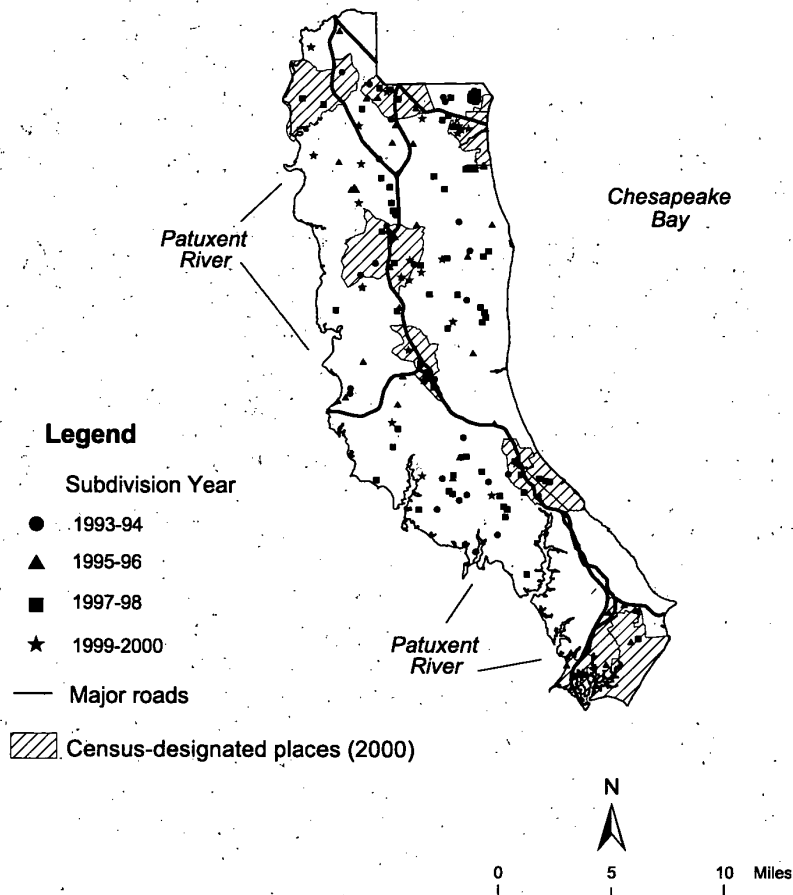 Chesapeake
Bay
Patuxent
River
Legend
Subdivision Year
1993-94
1995-96
1997-98
1999-2000
Major roads
Census-designated places (2000)
Patuxent
River
N
0 5 10 Miles